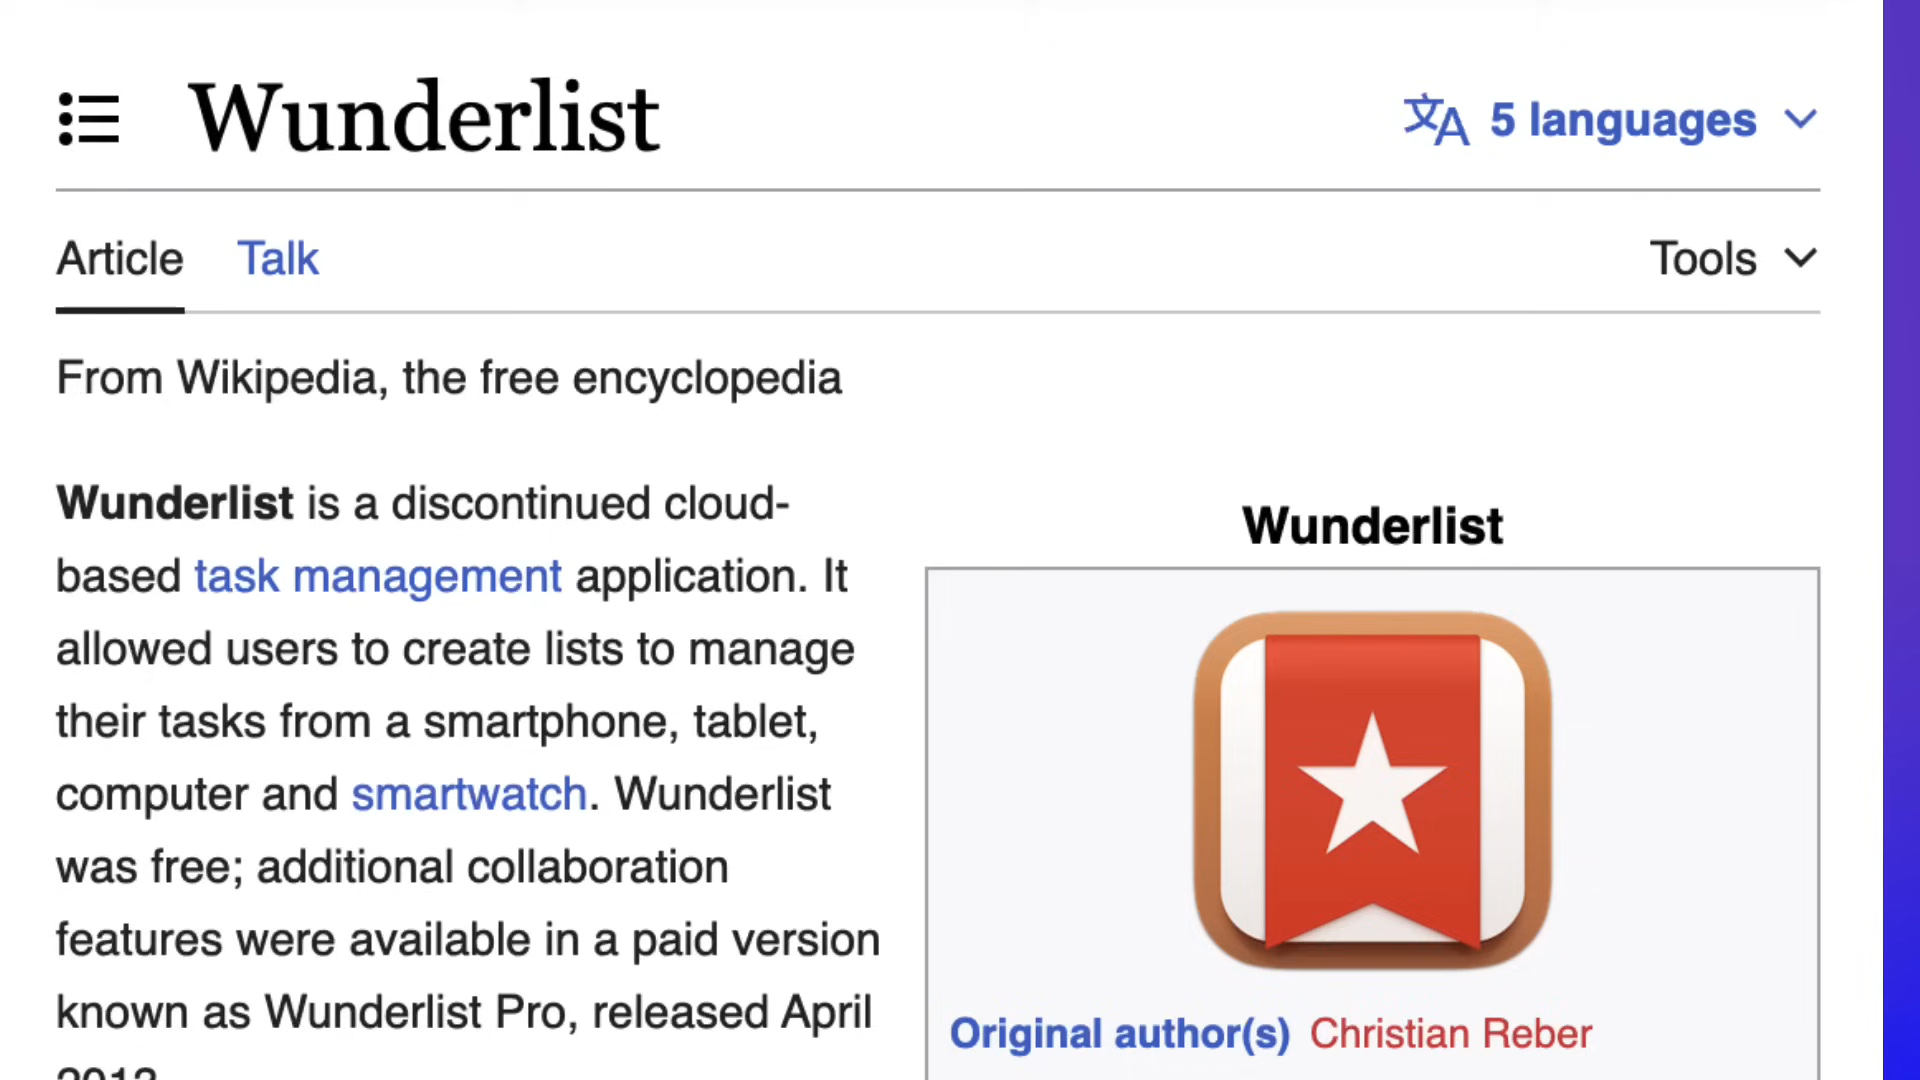 Wunderlist
5 languages
Article Talk
Tools
From Wikipedia, the free encyclopedia
Wunderlist is a discontinued cloud-
based task management application. It
allowed users to create lists to manage
their tasks from a smartphone, tablet,
computer and smartwatch. Wunderlist
was free; additional collaboration
features were available in a paid version
known as Wunderlist Pro, released April
Wunderlist
Original author(s) Christian Reber